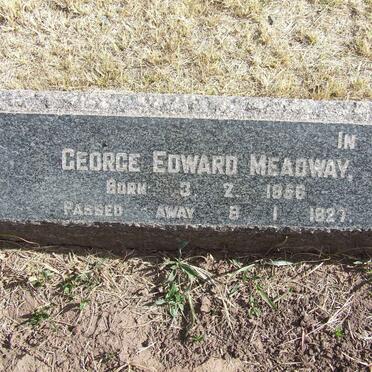 IN
GEORGE EDWARD MEADWAY,
BORN 3 2 1856
PASSED AWAY 8 1 1927.